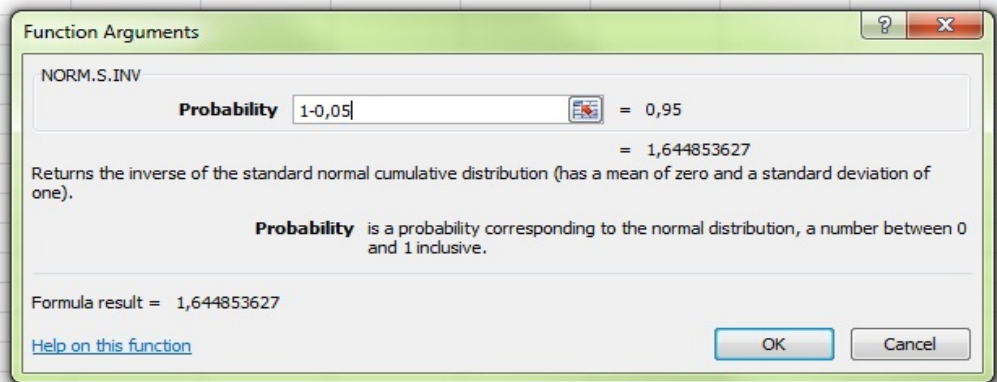 Function Arguments
NORM.S.INV
Probability 1-0,05 = 0,95
= 1,644853627
Returns the inverse of the standard normal cumulative distribution (has a mean of zero and a standard deviation of
one).
Probability is a probability corresponding to the normal distribution, a number between 0
and 1 inclusive.
Formula result = 1,644853627
Help on this function OK Cancel